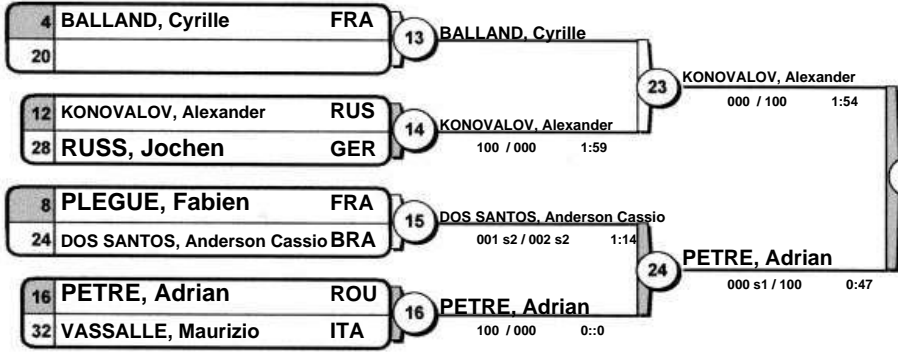 4 BALLAND, Cyrille FRA
20
13 BALLAND, Cyrille
12 KONOVALOV, Alexander RUS
28 RUSS, Jochen GER
14 KONOVALOV, Alexander
100 / 000 1:59
23 KONOVALOV, Alexander
000 / 100 1:54
8 PLEGUE, Fabien FRA
24 DOS SANTOS, Anderson Cassio BRA
15 DOS SANTOS, Anderson Cassio
001 s2 / 002 s2 1:14
16 PETRE, Adrian ROU
32 VASSALLE, Maurizio ITA
16 PETRE, Adrian
100 / 000 0::0
24 PETRE, Adrian
000 s1 / 100 0:47